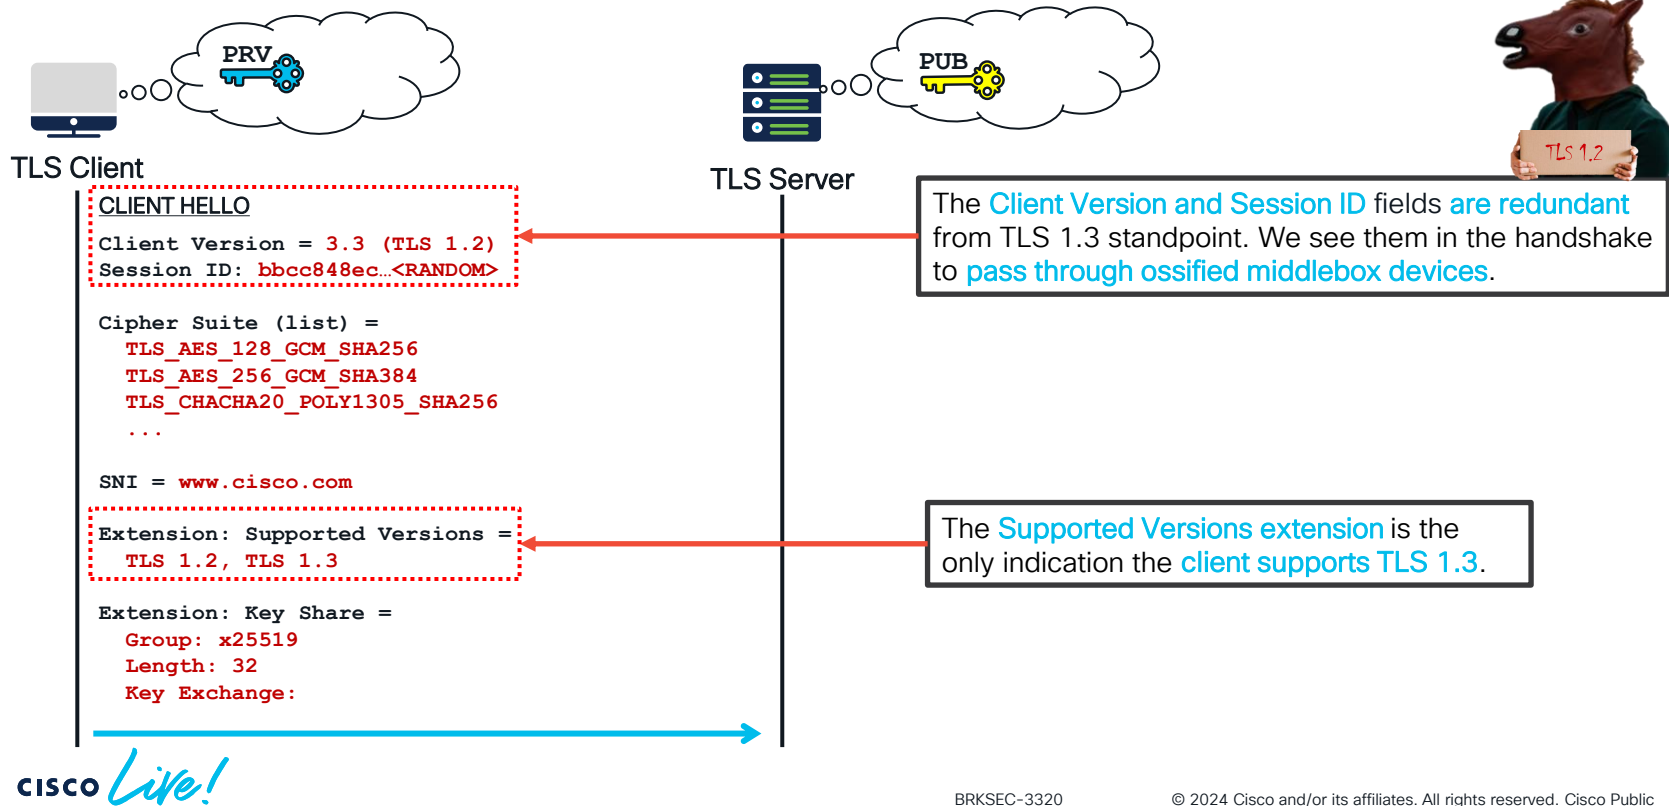 PRV
PUB
TLS 1.2
TLS Client
TLS Server
CLIENT HELLO
Client Version = 3.3 (TLS 1.2)
Session ID: bbcc848ec…<RANDOM>
The Client Version and Session ID fields are redundant
from TLS 1.3 standpoint. We see them in the handshake
to pass through ossified middlebox devices.
Cipher Suite (list) =
TLS_AES_128_GCM_SHA256
TLS_AES_256_GCM_SHA384
TLS_CHACHA20_POLY1305_SHA256
...
SNI = www.cisco.com
Extension: Supported Versions =
TLS 1.2, TLS 1.3
The Supported Versions extension is the
only indication the client supports TLS 1.3.
Extension: Key Share =
Group: x25519
Length: 32
Key Exchange:
CISCO Live!
BRKSEC-3320
© 2024 Cisco and/or its affiliates. All rights reserved. Cisco Public